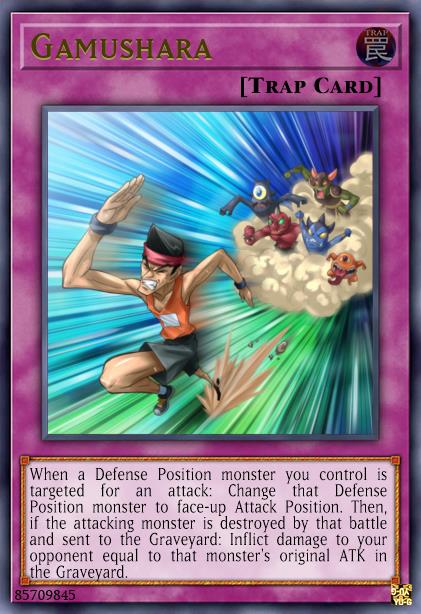 Gamushara
TRAP
罠
[Trap Card]
When a Defense Position monster you control is
targeted for an attack: Change that Defense
Position monster to face-up Attack Position. Then,
if the attacking monster is destroyed by that battle
and sent to the Graveyard: Inflict damage to your
opponent equal to that monster's original ATK in
the Graveyard.
85709845